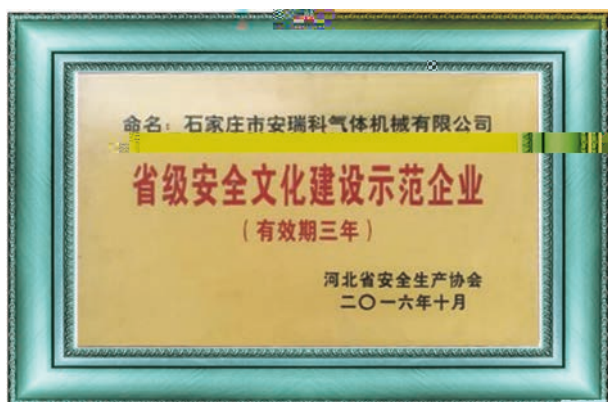 命名：石家庄市安瑞科气体机械有限公司
省级安全文化建设示范企业
（有效期三年）
河北省安全生产协会
二〇一六年十月